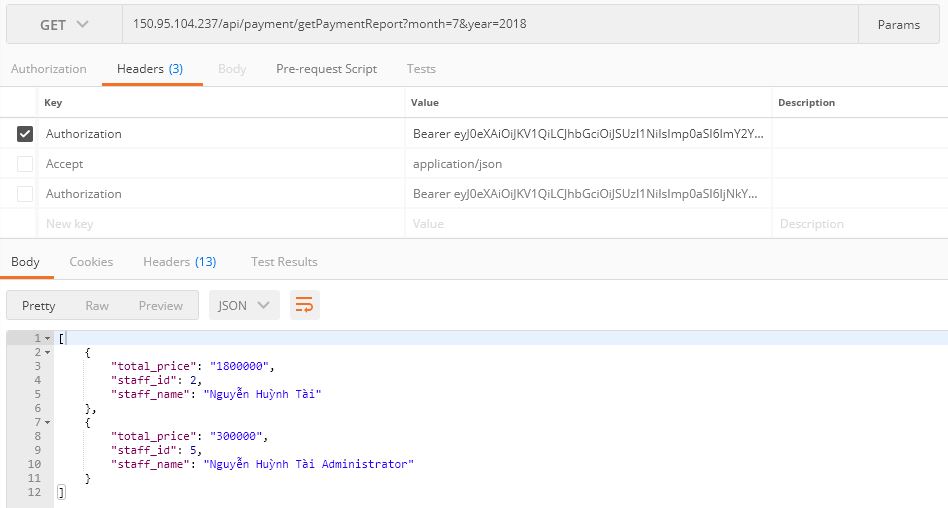 GET 150.95.104.237/api/payment/getPaymentReport?month=7&year=2018 Params
Authorization Headers (3) Body Pre-request Script Tests
Key Value Description
Authorization Bearer eyJ0eXAiOiJKV1QiLCJhbGciOiJSUzI1NiIsImp0aSI6ImY2Y...
Accept application/json
Authorization Bearer eyJ0eXAiOiJKV1QiLCJhbGciOiJSUzI1NiIsImp0aSI6IjNkY...
New key Value Description
Body Cookies Headers (13) Test Results
Pretty Raw Preview JSON
1 [
2 {
3 "total_price": "1800000",
4 "staff_id": 2,
5 "staff_name": "Nguyễn Huỳnh Tài"
6 },
7 {
8 "total_price": "300000",
9 "staff_id": 5,
10 "staff_name": "Nguyễn Huỳnh Tài Administrator"
11 }
12 ]